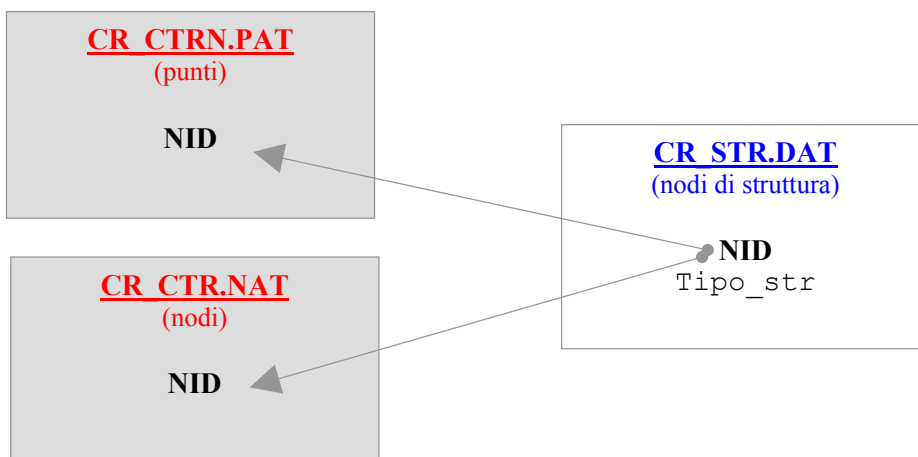 CR_CTRN.PAT
(punti)
NID
CR_STR.DAT
(nodi di struttura)
NID
Tipo_str
CR_CTR.NAT
(nodi)
NID